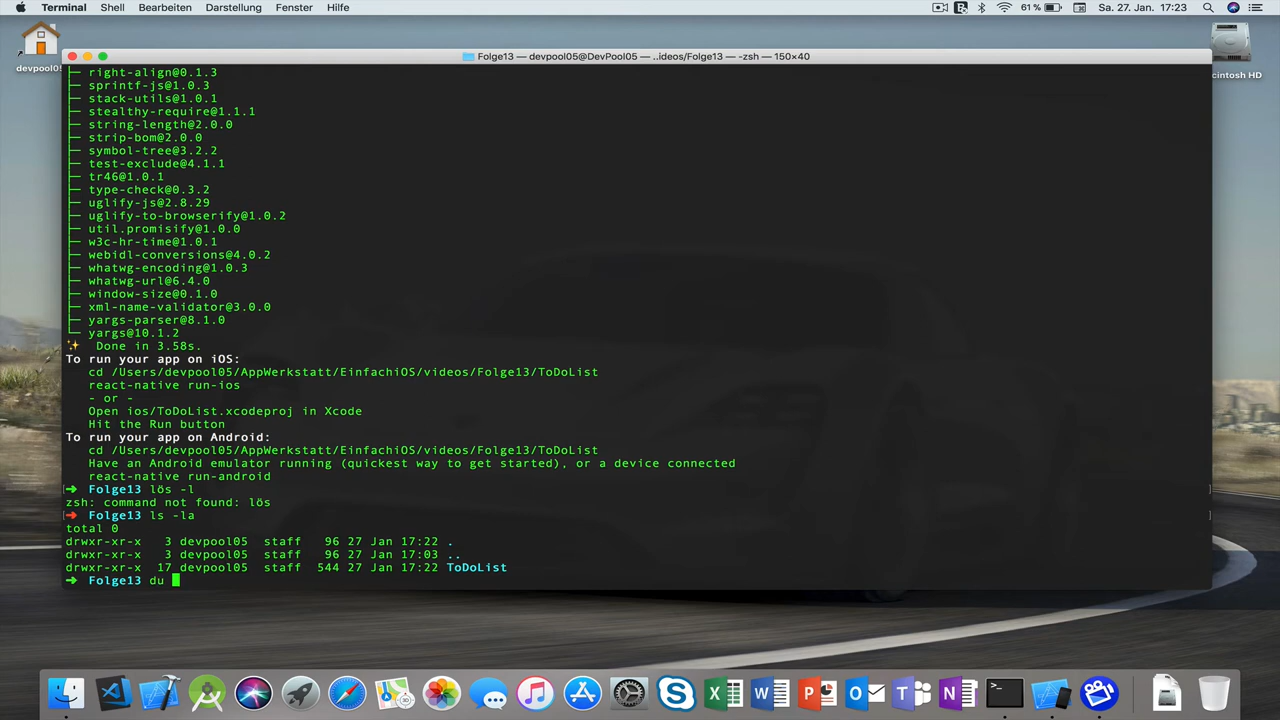 Terminal Shell Bearbeiten Darstellung Fenster Hilfe 61 % Sa. 27. Jan. 17:23
Folge13 — devpool05@DevPool05 — ..ideos/Folge13 — -zsh — 150×40
devpool05
cintosh HD
├─ right-align@0.1.3
├─ sprintf-js@1.0.3
├─ stack-utils@1.0.1
├─ stealthy-require@1.1.1
├─ string-length@2.0.0
├─ strip-bom@2.0.0
├─ symbol-tree@3.2.2
├─ test-exclude@4.1.1
├─ tr46@1.0.1
├─ type-check@0.3.2
├─ uglify-js@2.8.29
├─ uglify-to-browserify@1.0.2
├─ util.promisify@1.0.0
├─ w3c-hr-time@1.0.1
├─ webidl-conversions@4.0.2
├─ whatwg-encoding@1.0.3
├─ whatwg-url@6.4.0
├─ window-size@0.1.0
├─ xml-name-validator@3.0.0
├─ yargs-parser@8.1.0
└─ yargs@10.1.2
✨ Done in 3.58s.
To run your app on iOS:
cd /Users/devpool05/AppWerkstatt/EinfachiOS/videos/Folge13/ToDoList
react-native run-ios
- or -
Open ios/ToDoList.xcodeproj in Xcode
Hit the Run button
To run your app on Android:
cd /Users/devpool05/AppWerkstatt/EinfachiOS/videos/Folge13/ToDoList
Have an Android emulator running (quickest way to get started), or a device connected
react-native run-android
[➜ Folge13 lös -l ]
zsh: command not found: lös
[➜ Folge13 ls -la ]
total 0
drwxr-xr-x 3 devpool05 staff 96 27 Jan 17:22 .
drwxr-xr-x 3 devpool05 staff 96 27 Jan 17:03 ..
drwxr-xr-x 17 devpool05 staff 544 27 Jan 17:22 ToDoList
➜ Folge13 du